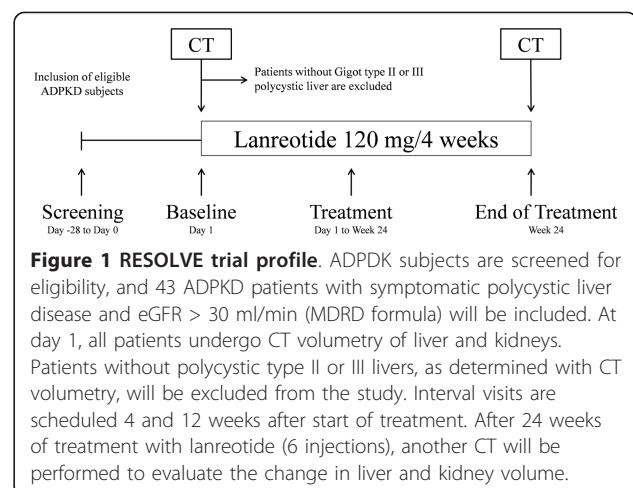 CT
CT
Inclusion of eligible
ADPKD subjects
Patients without Gigot type II or III
polycystic liver are excluded
Lanreotide 120 mg/4 weeks
Screening
Day -28 to Day 0
Baseline
Day 1
Treatment
Day 1 to Week 24
End of Treatment
Week 24
Figure 1 RESOLVE trial profile. ADPDK subjects are screened for
eligibility, and 43 ADPKD patients with symptomatic polycystic liver
disease and eGFR > 30 ml/min (MDRD formula) will be included. At
day 1, all patients undergo CT volumetry of liver and kidneys.
Patients without polycystic type II or III livers, as determined with CT
volumetry, will be excluded from the study. Interval visits are
scheduled 4 and 12 weeks after start of treatment. After 24 weeks
of treatment with lanreotide (6 injections), another CT will be
performed to evaluate the change in liver and kidney volume.